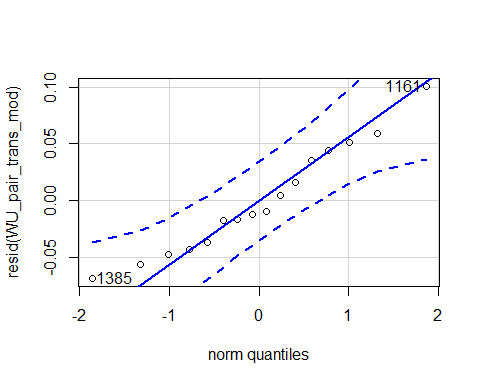 resid(WU_pair_trans_mod)
0.10
0.05
0.00
-0.05
1161
1385
-2 -1 0 1 2
norm quantiles